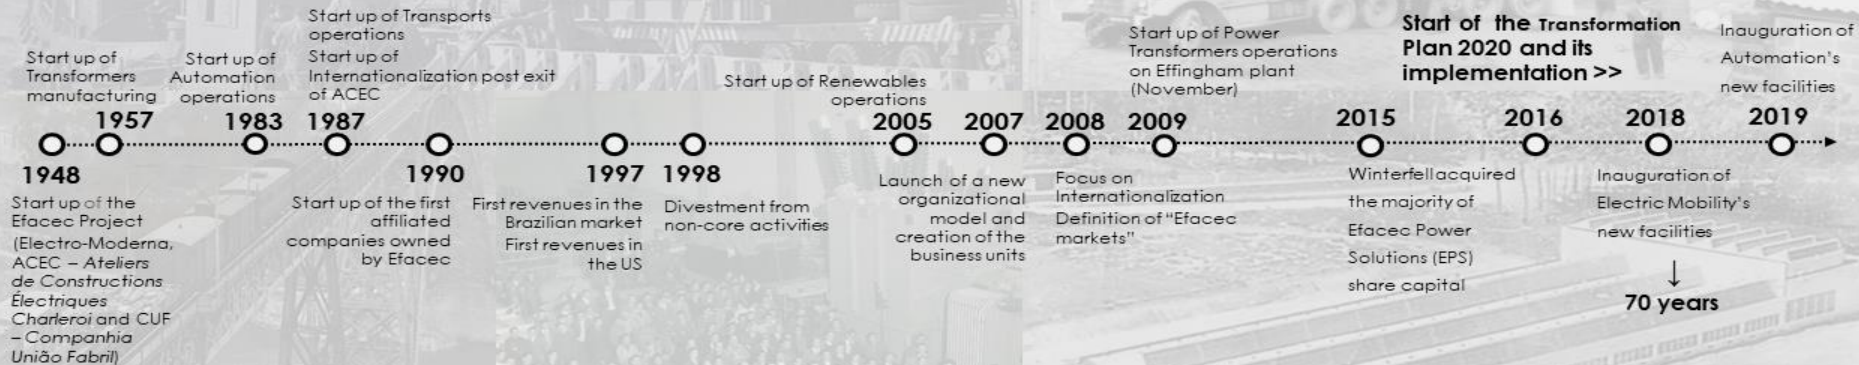 Start up of
Transformers
manufacturing
1957
Start up of
Automation
operations
1983
Start up of Transports
operations
Start up of
Internationalization post exit
of ACEC
1987
Start up of Renewables
operations
2005
2007
2008
Start up of Power
Transformers operations
on Effingham plant
(November)
2009
2015
Start of the Transformation
Plan 2020 and its
implementation >>
2016
2018
Inauguration of
Automation's
new facilities
2019
1948
Start up of the
Efacec Project
(Electro-Moderna,
ACEC – Ateliers
de Constructions
Électriques
Charleroi and CUF
– Companhia
União Fabril)
1990
Start up of the first
affiliated
companies owned
by Efacec
1997
First revenues in the
Brazilian market
First revenues in
the US
1998
Divestment from
non-core activities
Launch of a new
organizational
model and
creation of the
business units
Focus on
Internationalization
Definition of “Efacec
markets”
Winterfell acquired
the majority of
Efacec Power
Solutions (EPS)
share capital
Inauguration of
Electric Mobility's
new facilities
↓
70 years